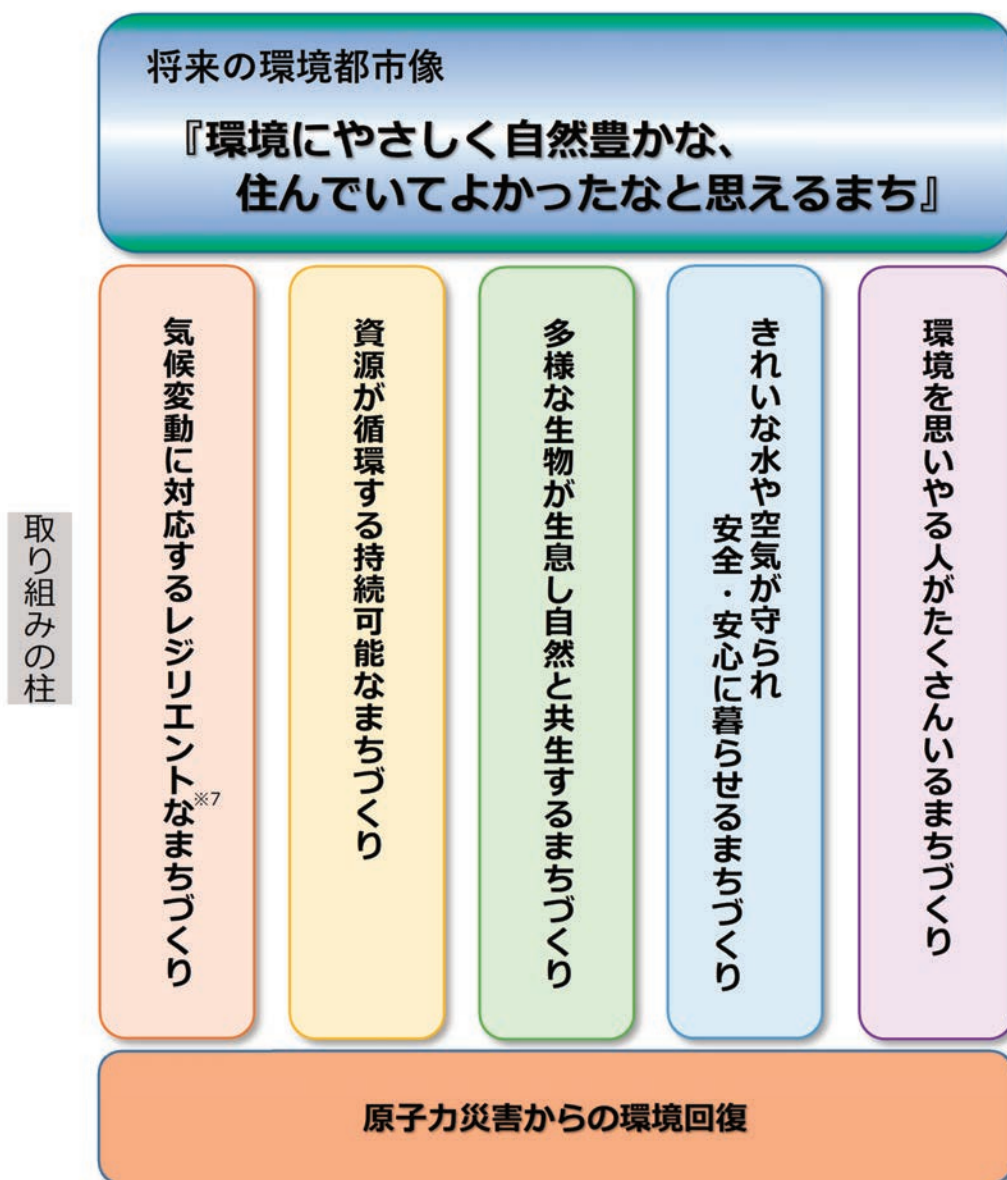 将来の環境都市像
『環境にやさしく自然豊かな、
住んでいてよかったなと思えるまち』
取り組みの柱
気候変動に対応するレジリエントなまちづくり
※7
資源が循環する持続可能なまちづくり
多様な生物が生息し自然と共生するまちづくり
きれいな水や空気が守られ
安全・安心に暮らせるまちづくり
環境を思いやる人がたくさんいるまちづくり
原子力災害からの環境回復